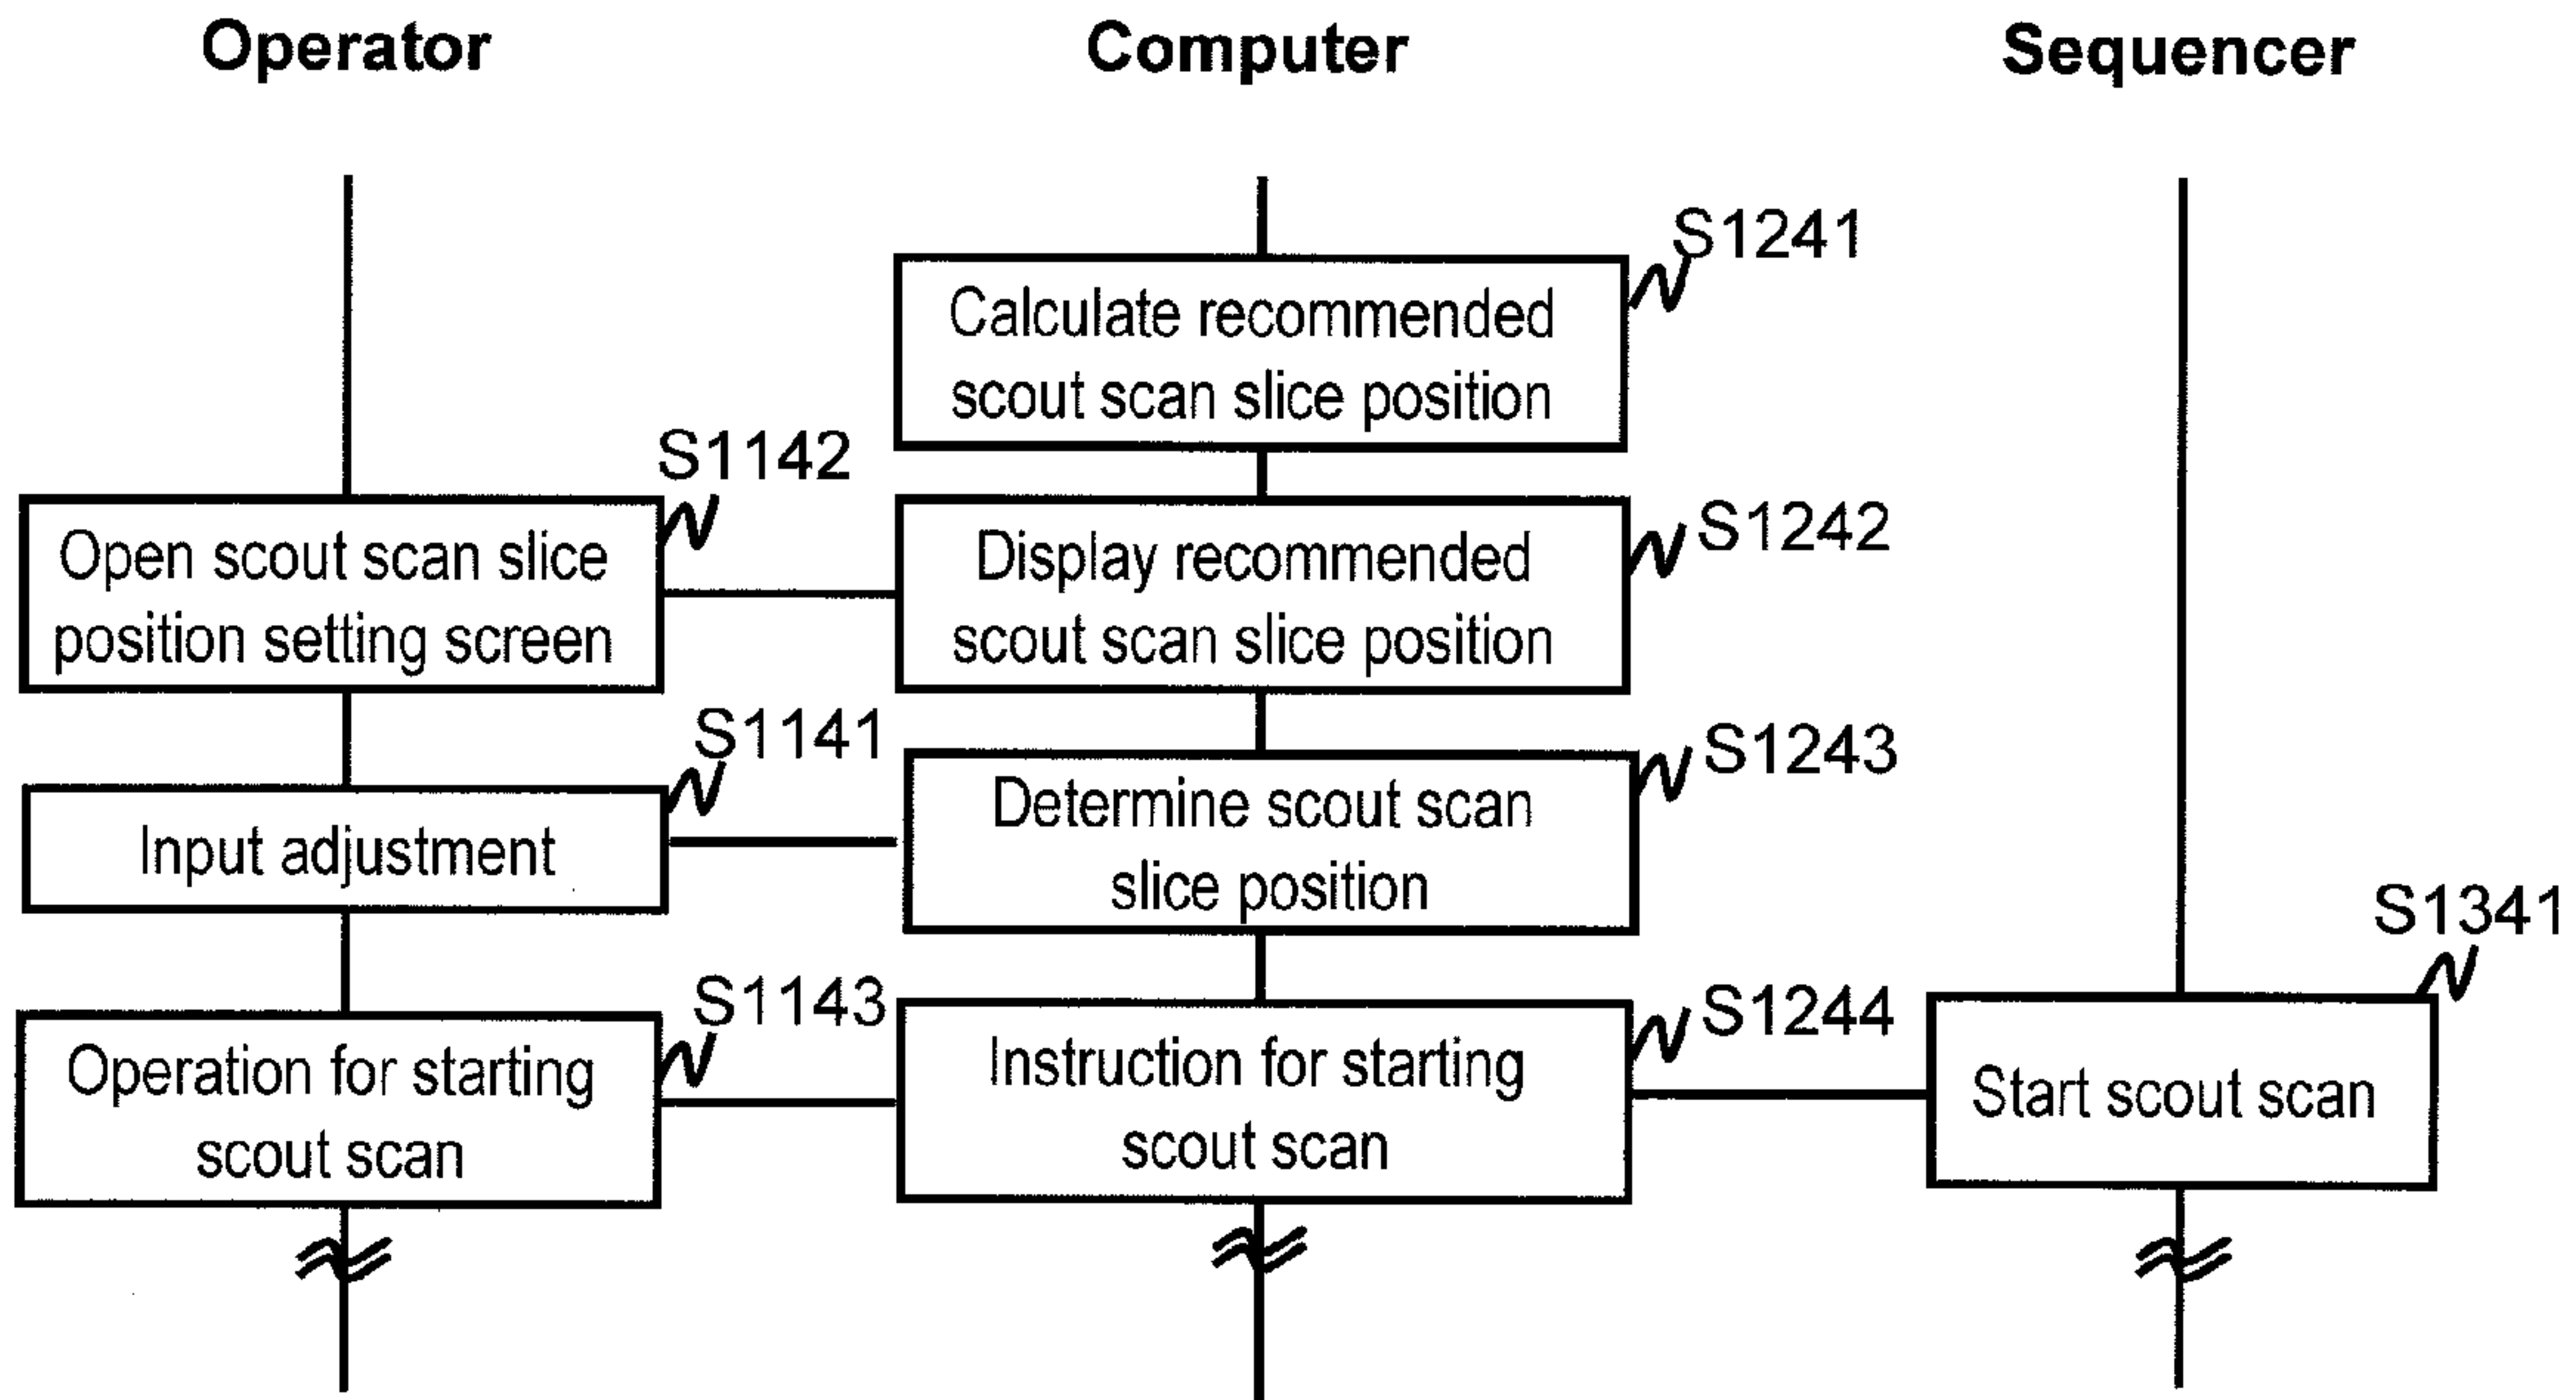 Operator
Computer
Sequencer
S1241
Calculate recommended
scout scan slice position
S1142
Open scout scan slice
position setting screen
S1242
Display recommended
scout scan slice position
S1141
Input adjustment
S1243
Determine scout scan
slice position
S1143
Operation for starting
scout scan
S1244
Instruction for starting
scout scan
S1341
Start scout scan